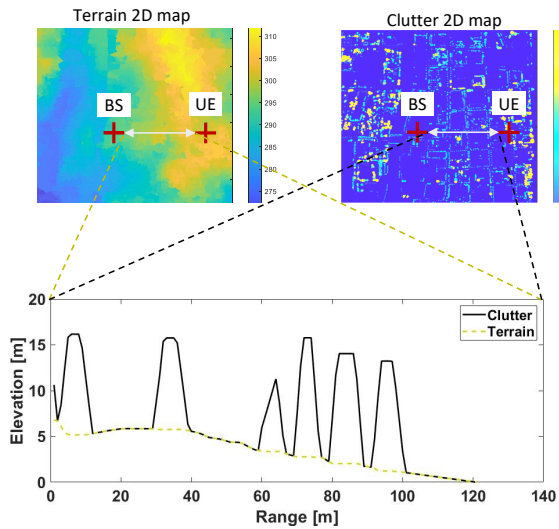 Terrain 2D map
Clutter 2D map
BS
UE
310
305
300
295
290
285
280
275
BS
UE
20
15
10
5
0
Elevation [m]
Clutter
Terrain
0 20 40 60 80 100 120 140
Range [m]